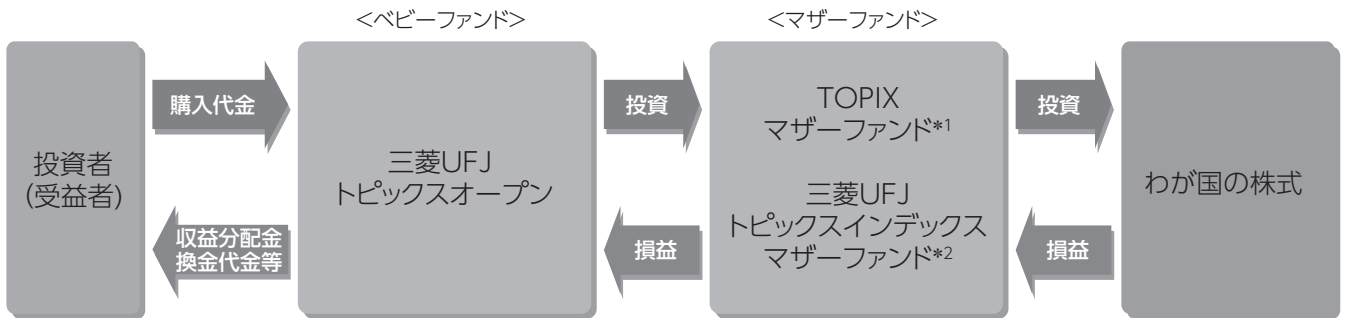 <ベビーファンド>
<マザーファンド>
投資者
(受益者)
購入代金
収益分配金
換金代金等
三菱UFJ
トピックスオープン
投資
損益
TOPIX
マザーファンド*1
三菱UFJ
トピックスインデックス
マザーファンド*2
投資
損益
わが国の株式